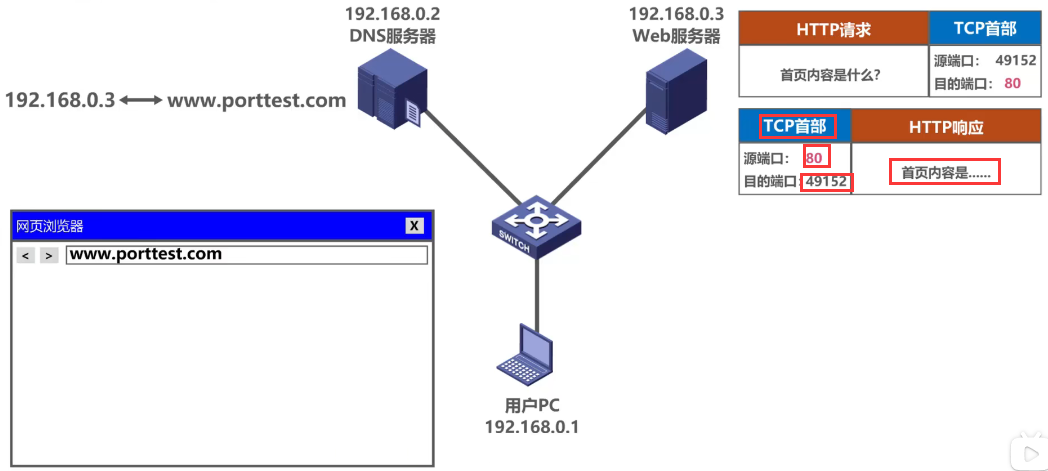 192.168.0.2
DNS服务器
192.168.0.3
Web服务器
HTTP请求
TCP首部
首页内容是什么?
源端口: 49152
目的端口: 80
192.168.0.3
www.porttest.com
TCP首部
HTTP响应
源端口: 80
目的端口:49152
首页内容是……
网页浏览器
X
< >
www.porttest.com
SWITCH
用户PC
192.168.0.1